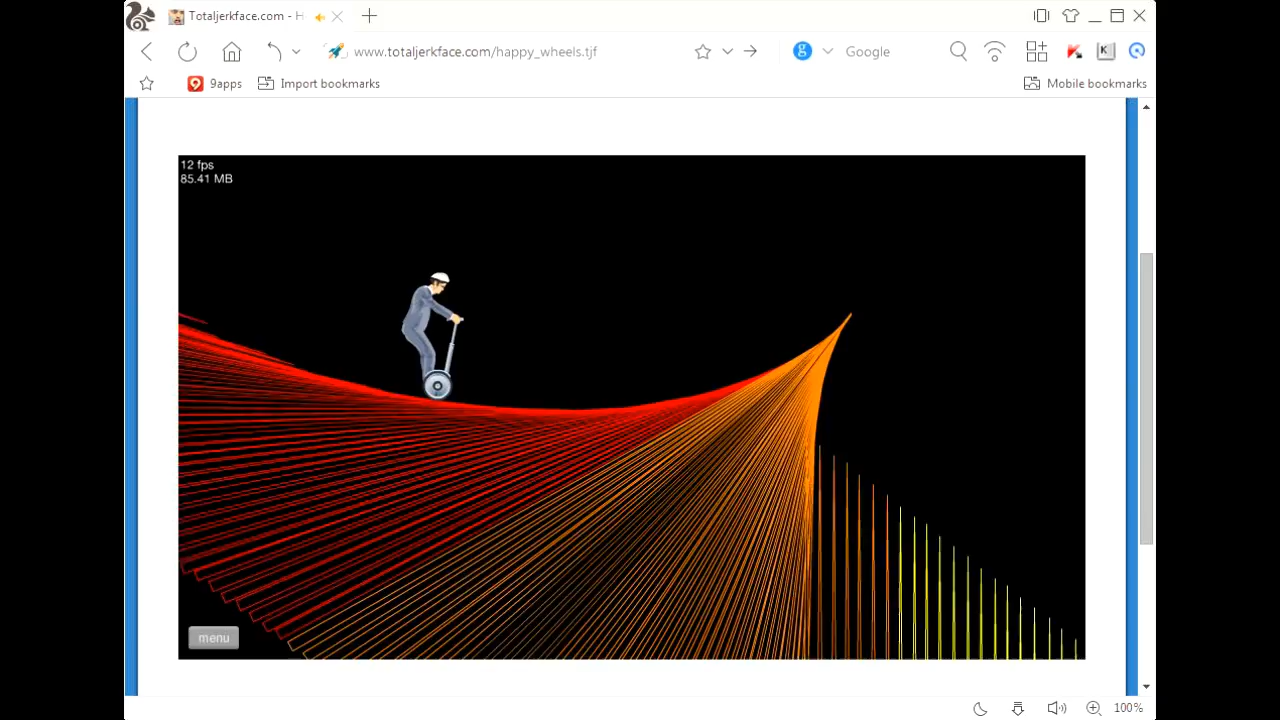 Totaljerkface.com - H
www.totaljerkface.com/happy_wheels.tjf
g
Google
K
9
9apps
Import bookmarks
Mobile bookmarks
12 fps
85.41 MB
menu
100%